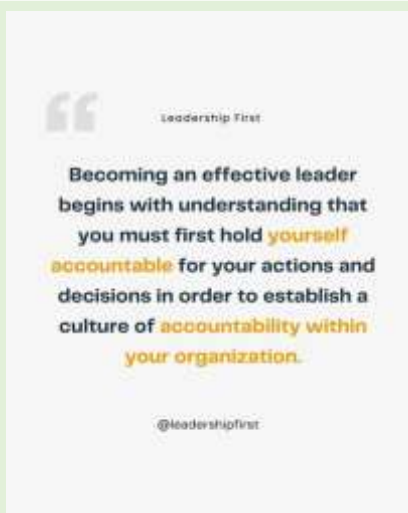 Leadership First
Becoming an effective leader
begins with understanding that
you must first hold yourself
accountable for your actions and
decisions in order to establish a
culture of accountability within
your organization.
@leadershipfirst